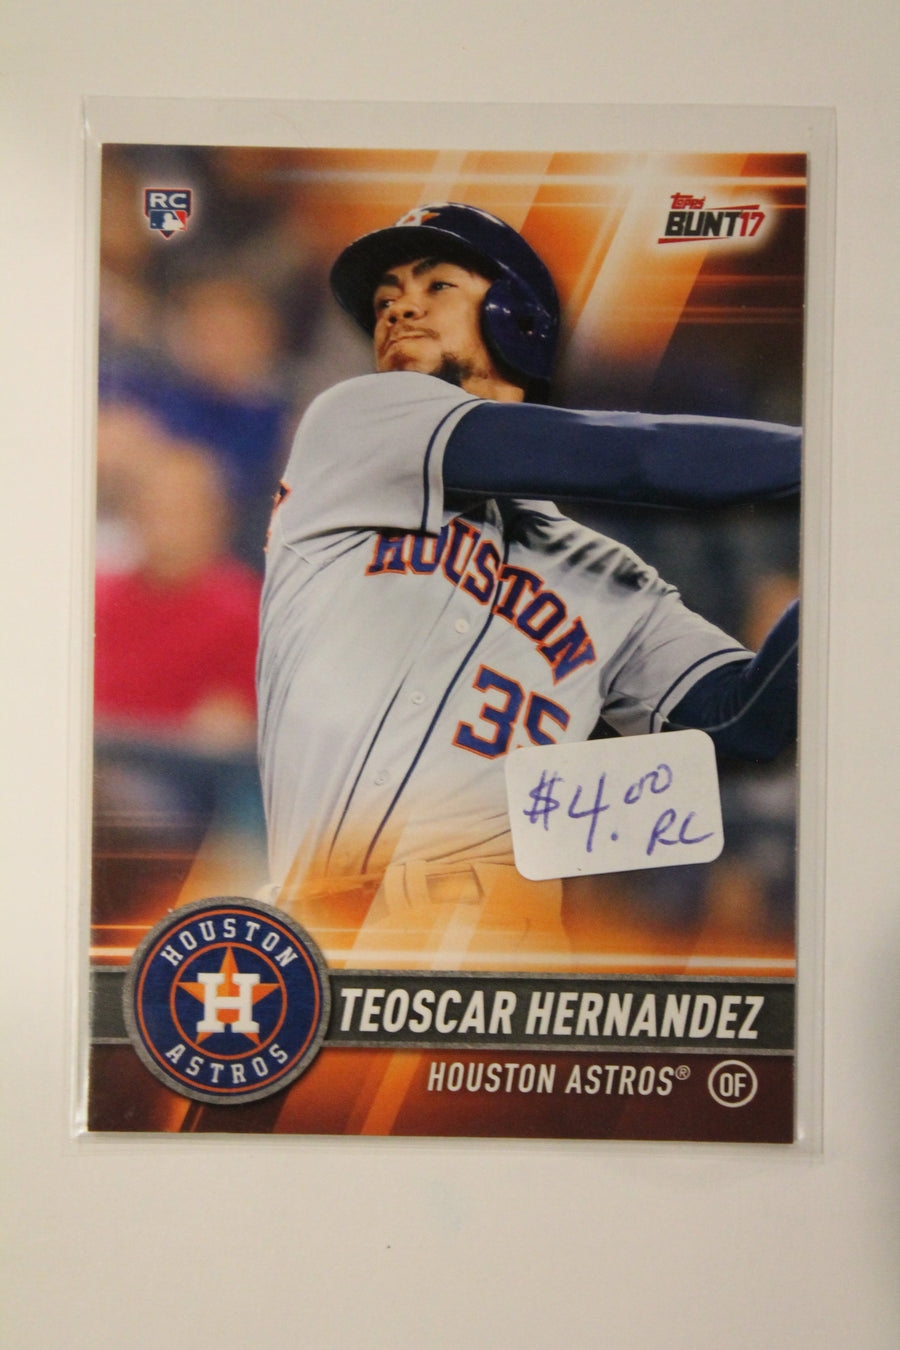 RC
Topps
BUNT17
HOUSTON
35
$4.00
RC
HOUSTON
H
ASTROS
TEOSCAR HERNANDEZ
HOUSTON ASTROS®
OF